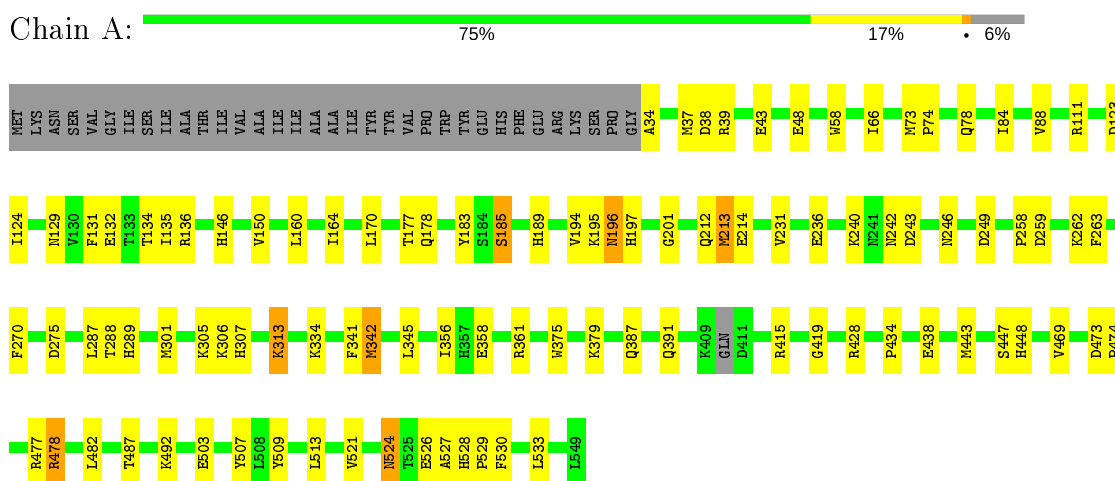 Chain A:
75% 17% • 6%
MET LYS ASN SER VAL GLY ILE SER ILE ALA THR ILE VAL ALA ILE ILE ALA ALA ILE TYR TYR VAL PRO TRP TYR GLU HIS PHE GLU ARG LYS SER PRO GLY A34 M37 D38 R39 E43 E48 W58 I66 M73 P74 Q78 I84 V88 R111 D123
I124 N129 V130 F131 E132 T133 T134 I135 R136 H146 V150 L160 I164 L170 T177 Q178 Y183 S184 S185 H189 V194 K195 N196 H197 G201 Q212 M213 E214 V231 E236 K240 N241 N242 D243 N246 D249 P258 D259 K262 F263
F270 D275 L287 T288 H289 M301 K305 K306 H307 K313 K334 F341 M342 L345 I356 H357 E358 R361 W375 K379 Q387 Q391 K409 GLN D411 R415 G419 R428 P434 E438 M443 S447 H448 V469 D473
R477 R478 L482 T487 K492 E503 Y507 L508 Y509 L513 V521 N524 T525 E526 A527 H528 P529 F530 L533 L549